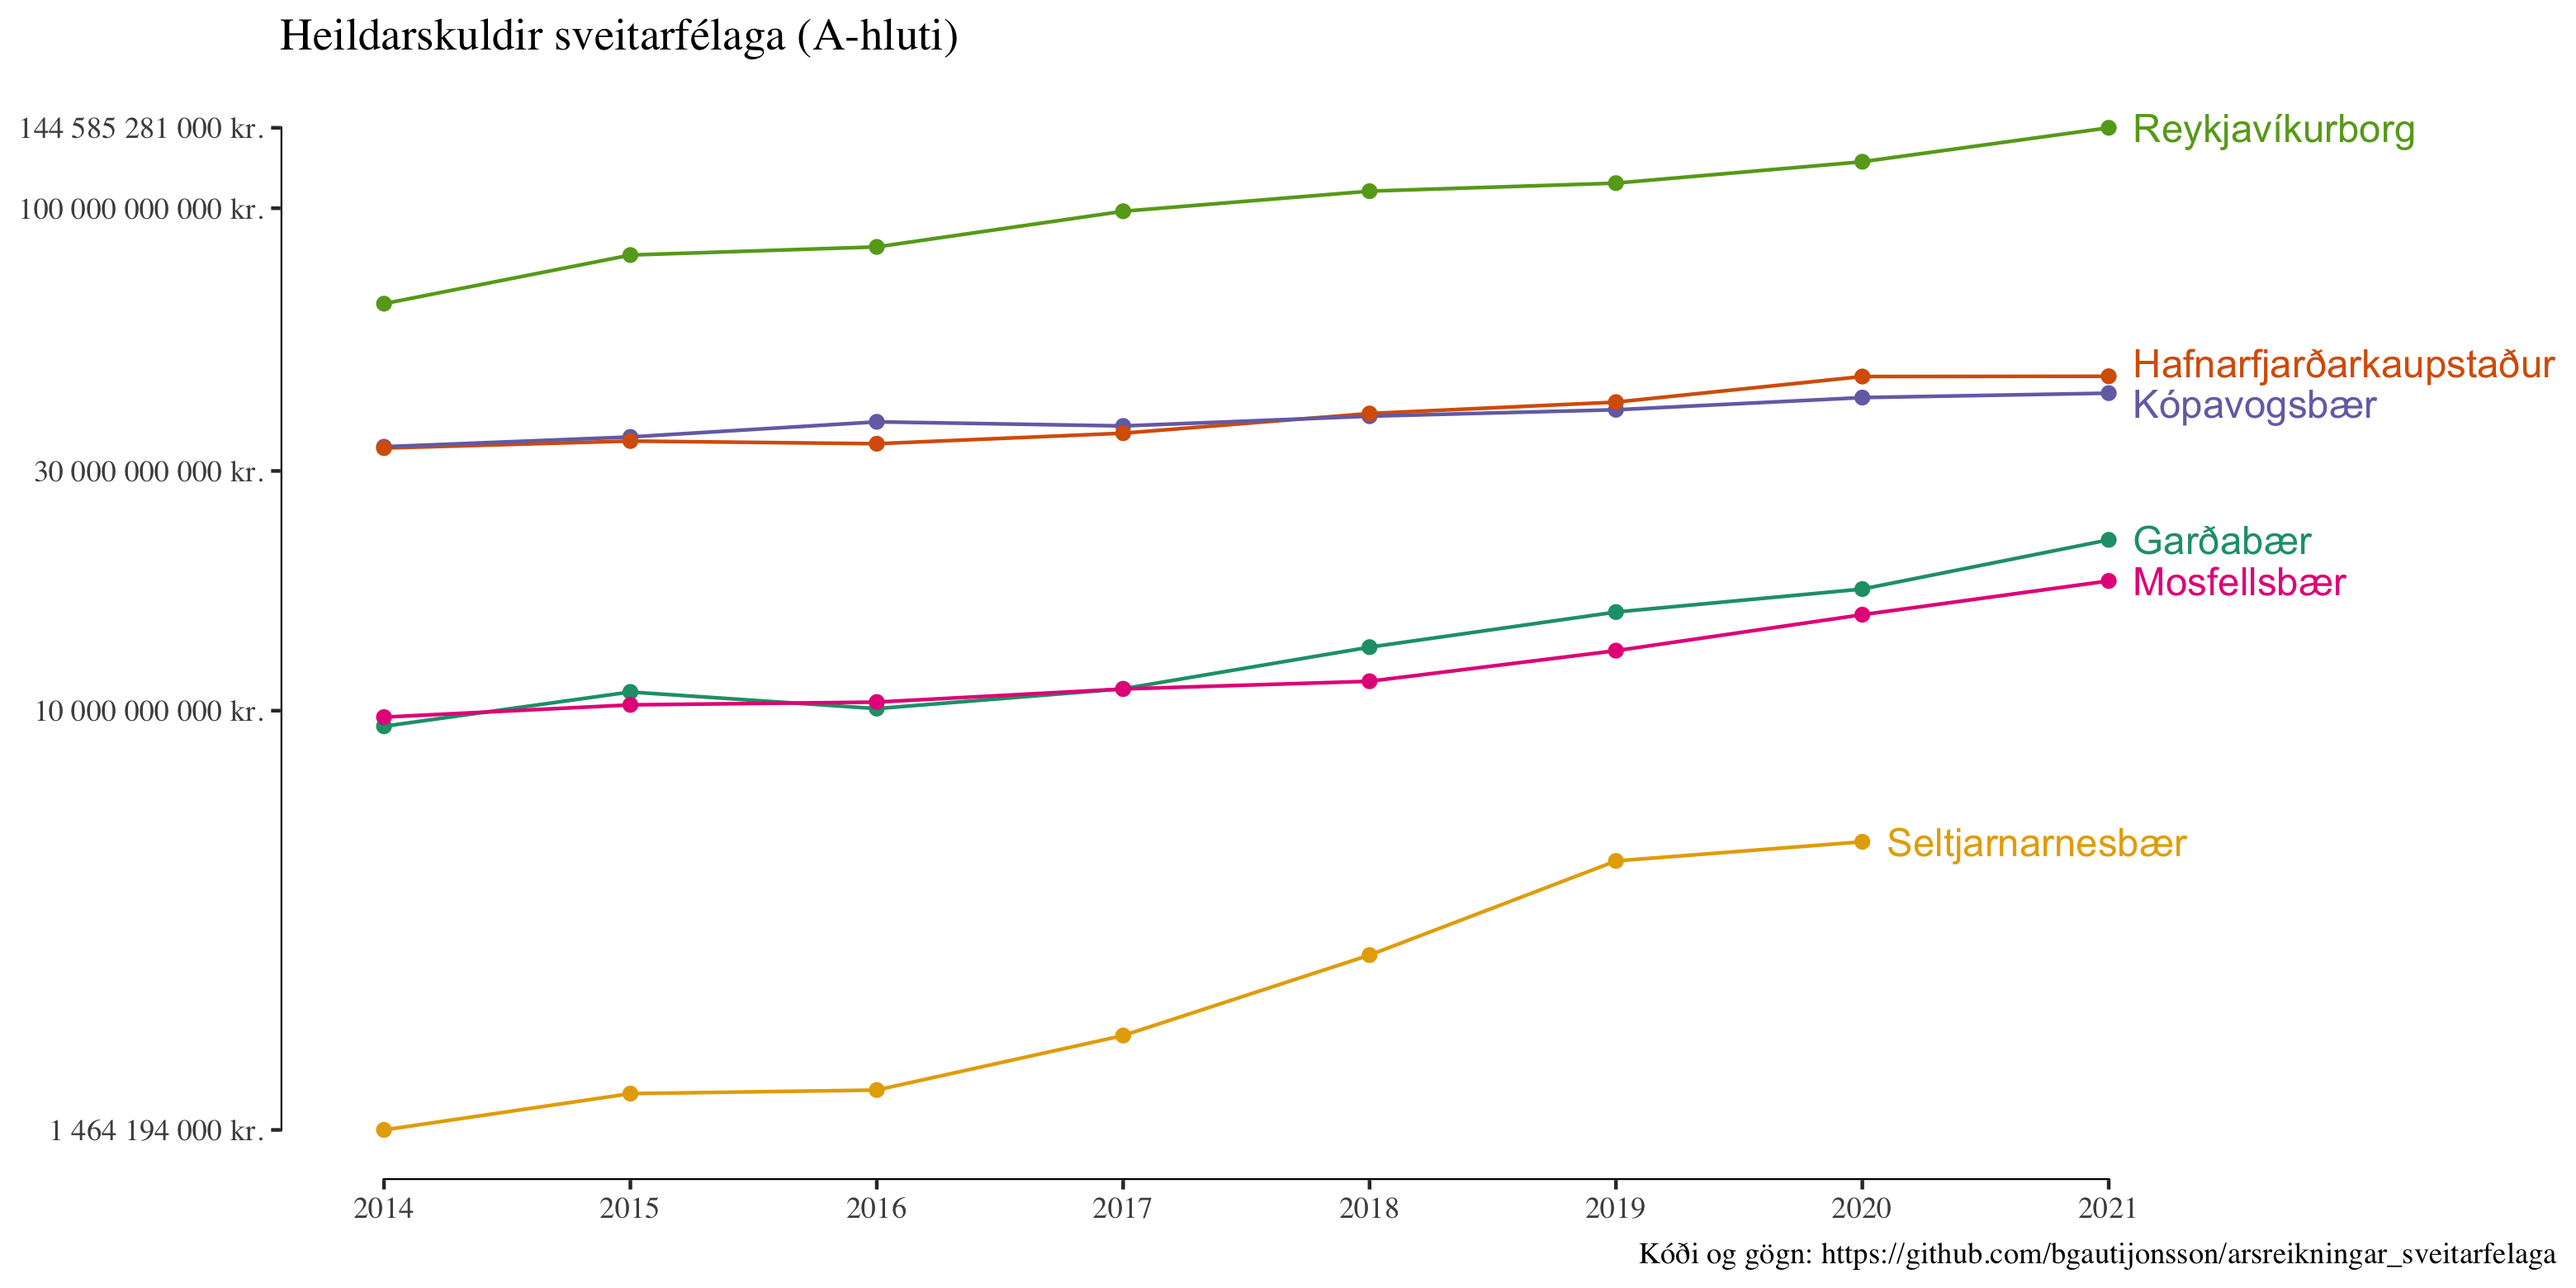 Heildarskuldir sveitarfélaga (A-hluti)
144 585 281 000 kr.
100 000 000 000 kr.
30 000 000 000 kr.
10 000 000 000 kr.
1 464 194 000 kr.
Reykjavíkurborg
Hafnarfjarðarkaupstaður
Kópavogsbær
Garðabær
Mosfellsbær
Seltjarnarnesbær
2014 2015 2016 2017 2018 2019 2020 2021
Kóði og gögn: https://github.com/bgautijonsson/arsreikningar_sveitarfelaga